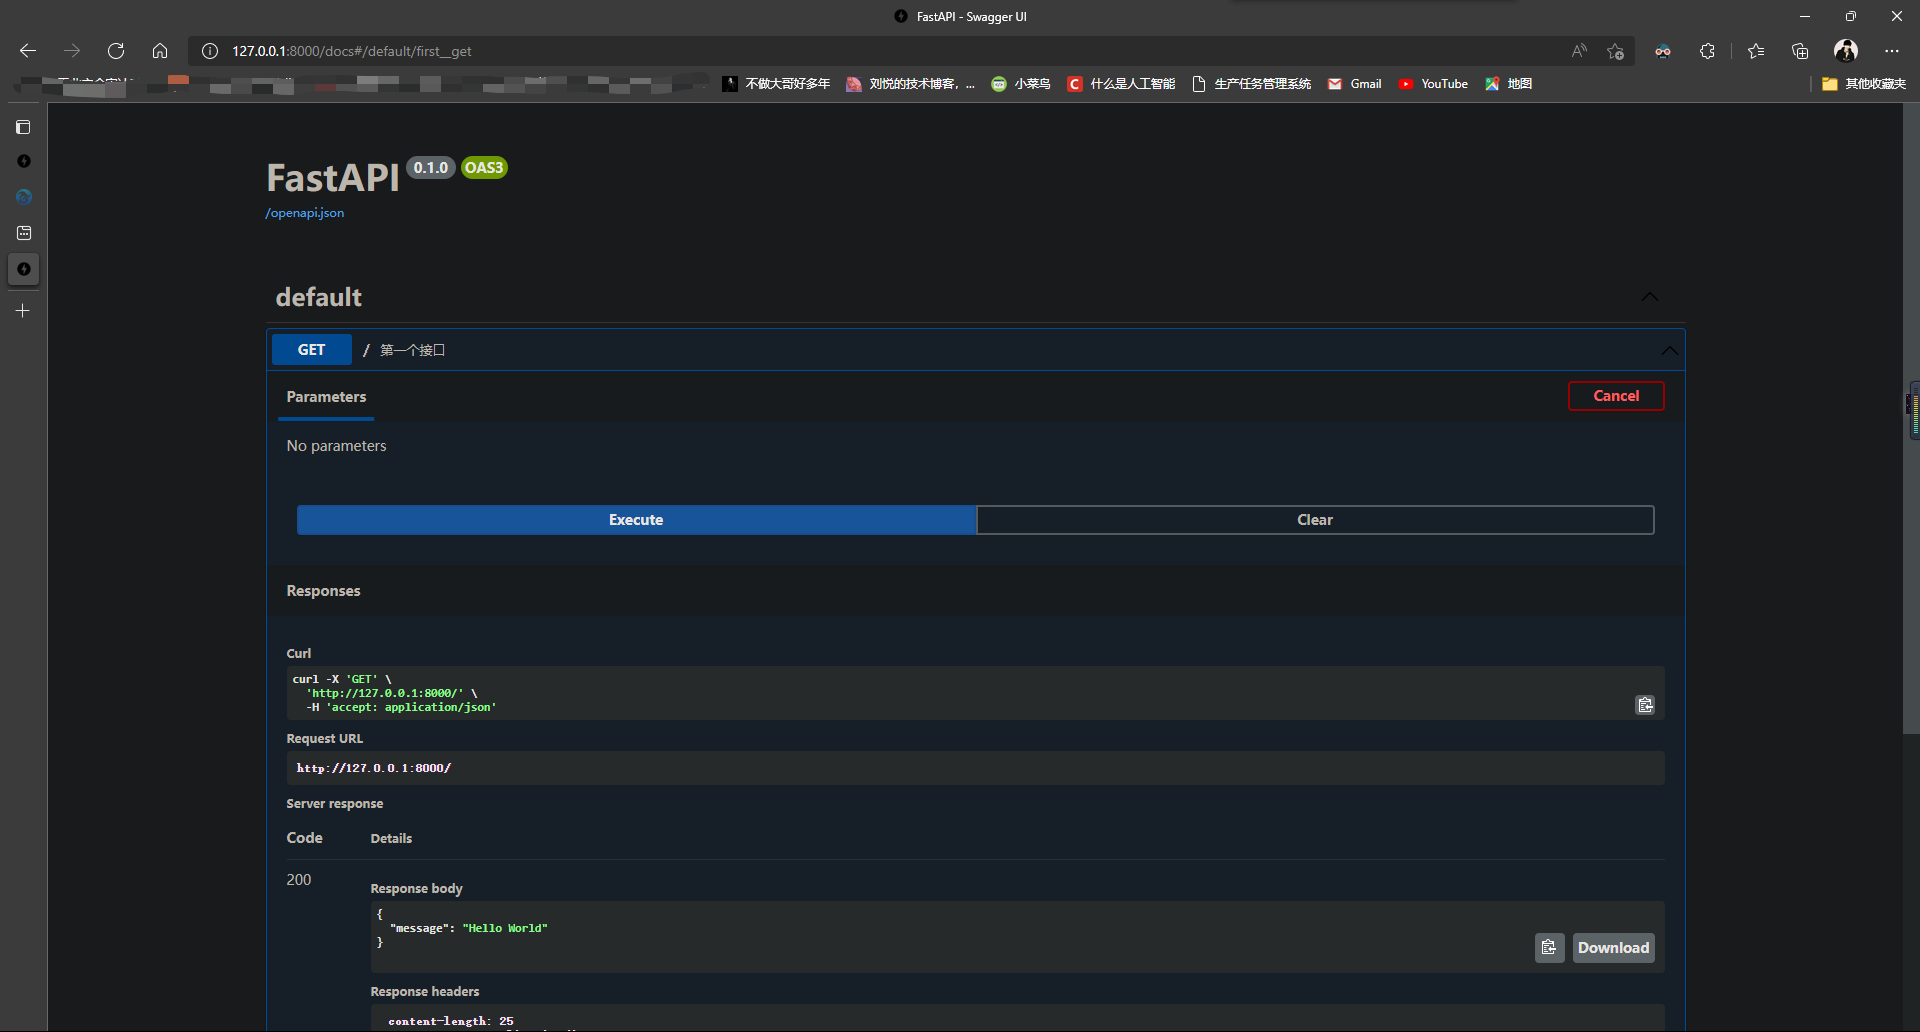 FastAPI - Swagger UI
127.0.0.1:8000/docs#/default/first__get
不做大哥好多年 刘悦的技术博客，... 小菜鸟 什么是人工智能 生产任务管理系统 Gmail YouTube 地图 其他收藏夹
FastAPI 0.1.0 OAS3
/openapi.json
default
GET / 第一个接口
Parameters Cancel
No parameters
Execute Clear
Responses
Curl
curl -X 'GET' \
'http://127.0.0.1:8000/' \
-H 'accept: application/json'
Request URL
http://127.0.0.1:8000/
Server response
Code Details
200
Response body
{
"message": "Hello World"
}
Download
Response headers
content-length: 25